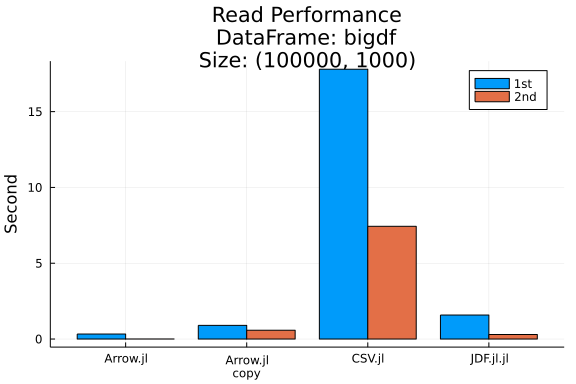 Read Performance
DataFrame: bigdf
Size: (100000, 1000)
1st
2nd
Second
15
10
5
0
Arrow.jl
Arrow.jl
copy
CSV.jl
JDF.jl.jl